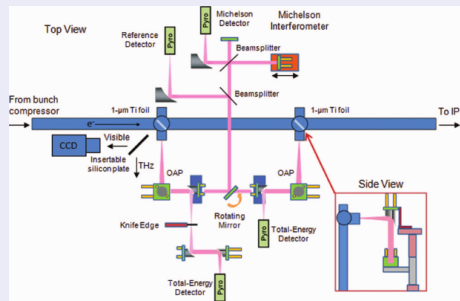 Top View
Michelson
Detector
Michelson
Interferometer
Reference
Detector
Pyro
Pyro
Beamsplitter
Beamsplitter
From bunch
compressor
1-μm Ti foil
1-μm Ti foil
To IP
e-
CCD
Visible
Insertable
silicon plate
THz
OAP
OAP
Side View
Rotating
Mirror
Knife Edge
Pyro
Total-Energy
Detector
Total-Energy
Detector
Pyro